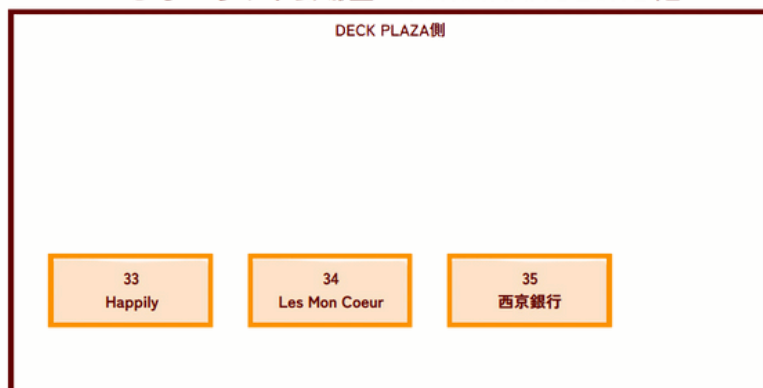 DECK PLAZA側
33
Happily
34
Les Mon Coeur
35
西京銀行